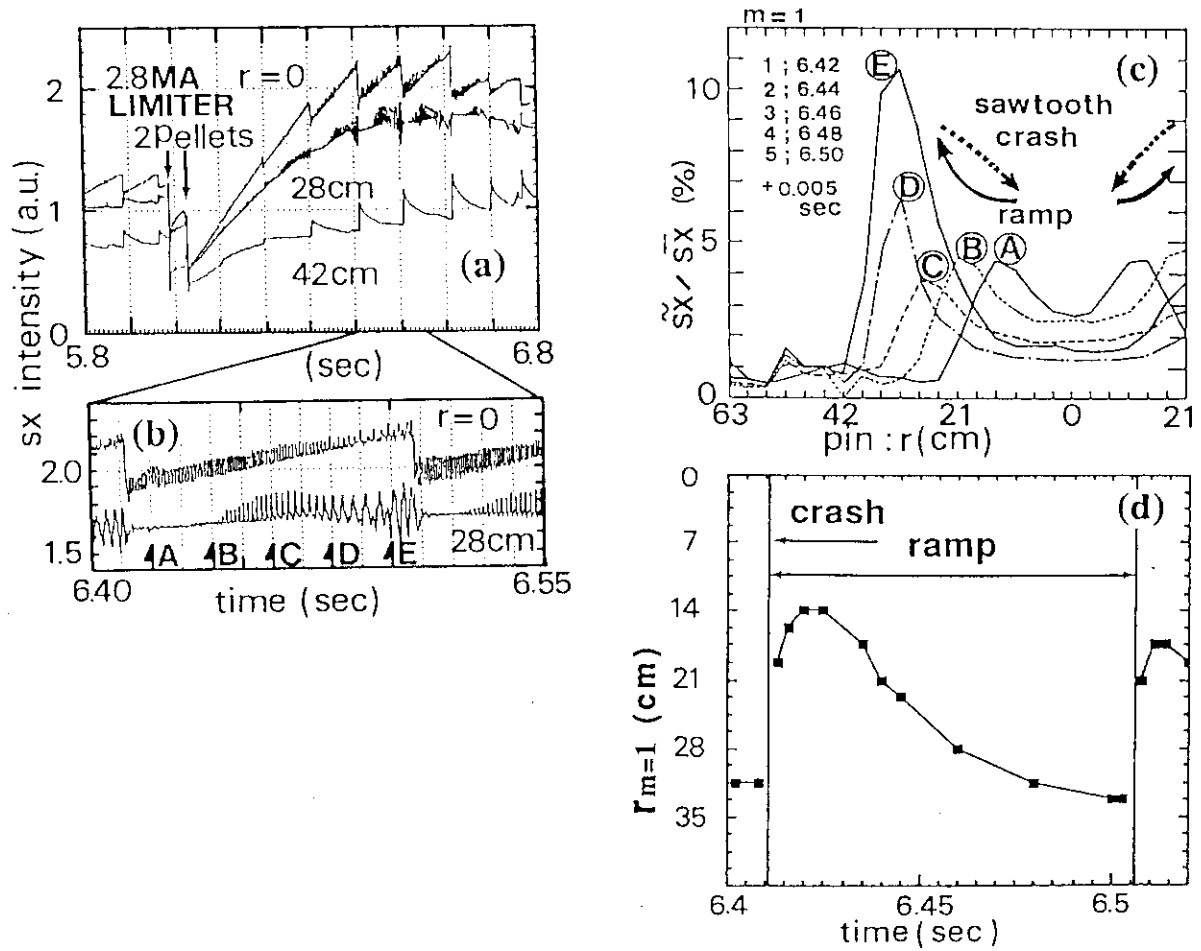 2.8MA r = 0
LIMITER
2pellets
28cm
42cm
(a)
2
1
0
5.8
(sec)
6.8
sx intensity (a.u.)
(b)
r=0
2.0
1.5
28cm
A B C D E
6.40
time (sec)
6.55
m = 1
(c)
1 ; 6.42
2 ; 6.44
3 ; 6.46
4 ; 6.48
5 ; 6.50
+ 0.005
sec
E
D
C
B
A
sawtooth
crash
ramp
10
5
0
s̃x / s̄x (%)
63 42 21 0 21
pin : r (cm)
(d)
crash
ramp
0
7
14
21
28
35
rm=1 (cm)
6.4 6.45 6.5
time (sec)